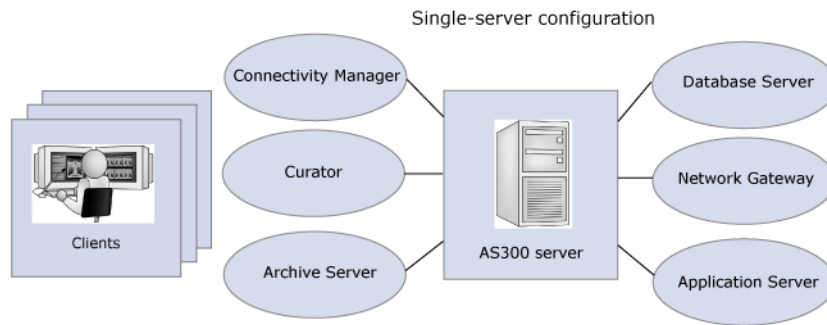 Single-server configuration
Connectivity Manager
Database Server
Curator
Network Gateway
Clients
AS300 server
Archive Server
Application Server